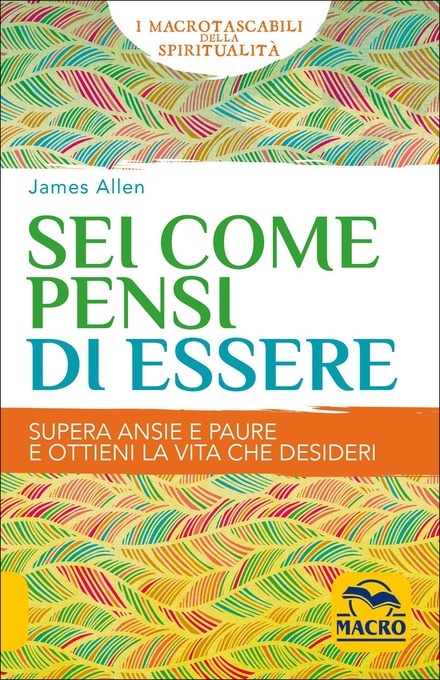 I MACROTASCABILI
DELLA
SPIRITUALITÀ
James Allen
SEI COME
PENSI
DI ESSERE
SUPERA ANSIE E PAURE
E OTTIENI LA VITA CHE DESIDERI
MACRO